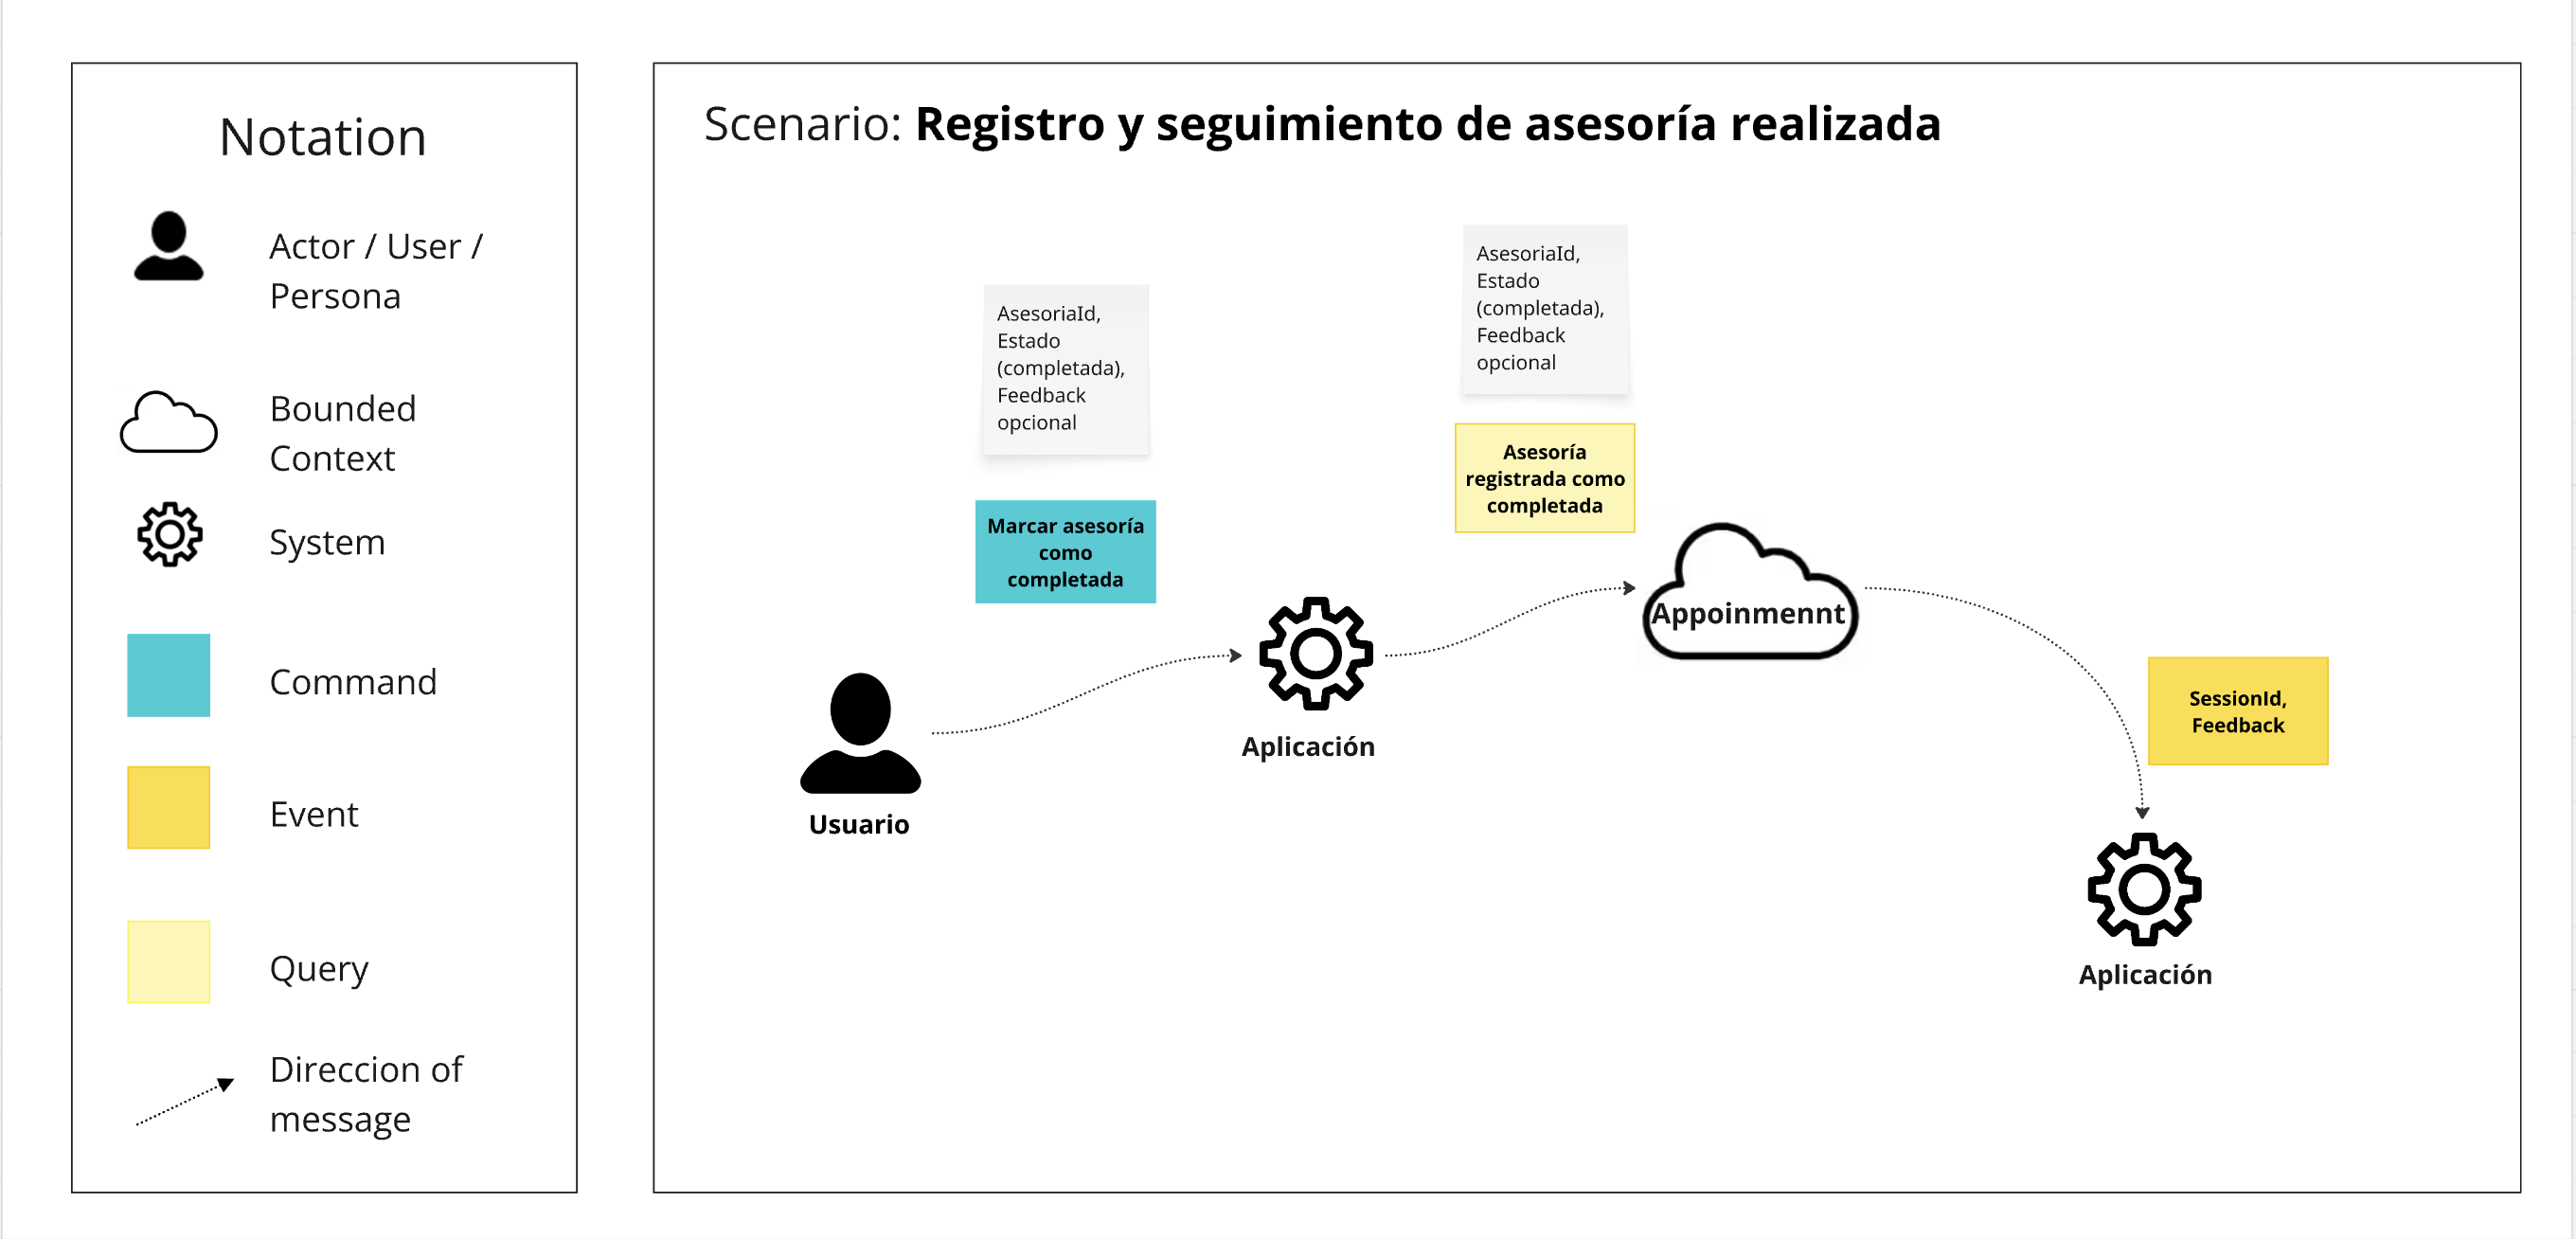 Notation
Actor / User /
Persona
Bounded
Context
System
Command
Event
Query
Direccion of
message
Scenario: Registro y seguimiento de asesoría realizada
AsesoriaId,
Estado
(completada),
Feedback
opcional
Marcar asesoría
como
completada
Usuario
Aplicación
AsesoriaId,
Estado
(completada),
Feedback
opcional
Asesoría
registrada como
completada
Appoinmennt
SessionId,
Feedback
Aplicación